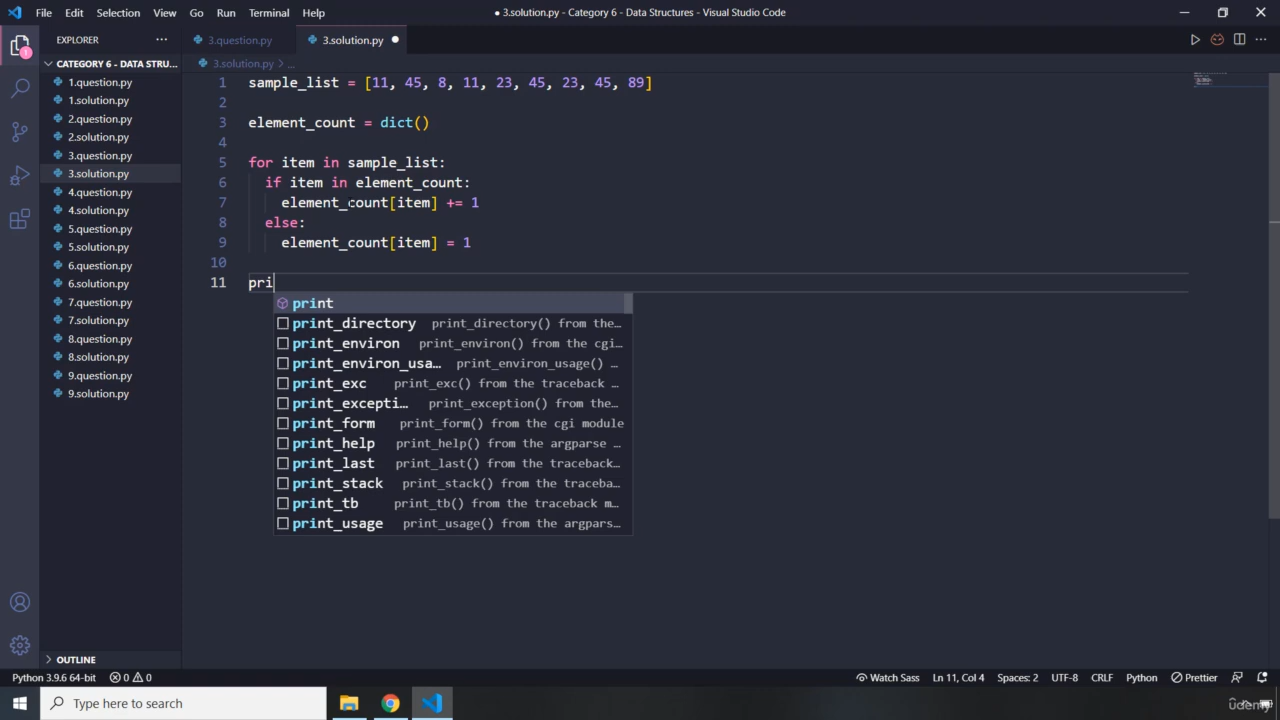 File Edit Selection View Go Run Terminal Help
● 3.solution.py - Category 6 - Data Structures - Visual Studio Code
EXPLORER
3.question.py
3.solution.py
CATEGORY 6 - DATA STRU...
1.question.py
1.solution.py
2.question.py
2.solution.py
3.question.py
3.solution.py
4.question.py
4.solution.py
5.question.py
5.solution.py
6.question.py
6.solution.py
7.question.py
7.solution.py
8.question.py
8.solution.py
9.question.py
9.solution.py
OUTLINE
3.solution.py > ...
1 sample_list = [11, 45, 8, 11, 23, 45, 23, 45, 89]
2
3 element_count = dict()
4
5 for item in sample_list:
6 if item in element_count:
7 element_count[item] += 1
8 else:
9 element_count[item] = 1
10
11 pri
print
print_directory print_directory() from the...
print_environ print_environ() from the cgi...
print_environ_usa... print_environ_usage() ...
print_exc print_exc() from the traceback ...
print_excepti... print_exception() from the...
print_form print_form() from the cgi module
print_help print_help() from the argparse ...
print_last print_last() from the traceback...
print_stack print_stack() from the traceba...
print_tb print_tb() from the traceback m...
print_usage print_usage() from the argpars...
Python 3.9.6 64-bit 0 0
Watch Sass Ln 11, Col 4 Spaces: 2 UTF-8 CRLF Python Prettier
Type here to search
Udemy